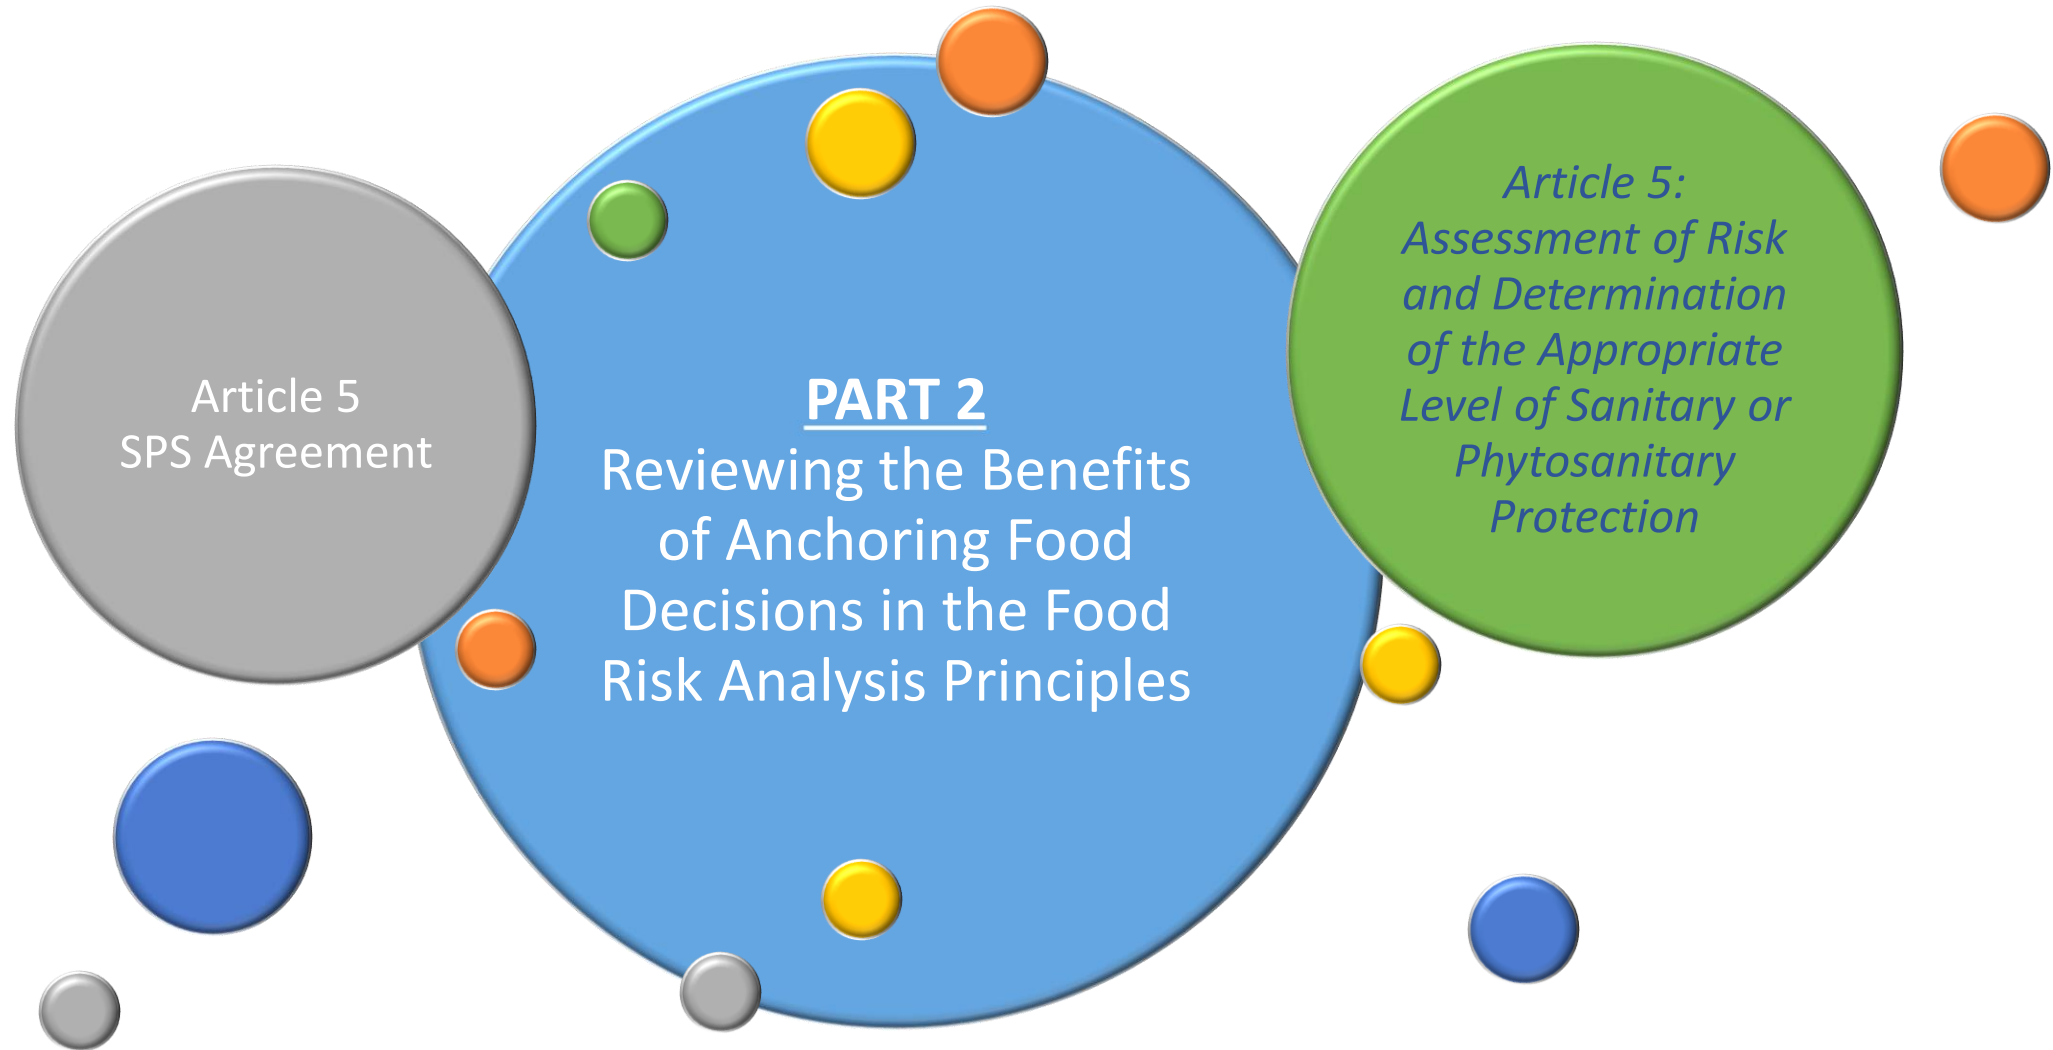 Article 5
SPS Agreement
PART 2
Reviewing the Benefits
of Anchoring Food
Decisions in the Food
Risk Analysis Principles
Article 5:
Assessment of Risk
and Determination
of the Appropriate
Level of Sanitary or
Phytosanitary
Protection